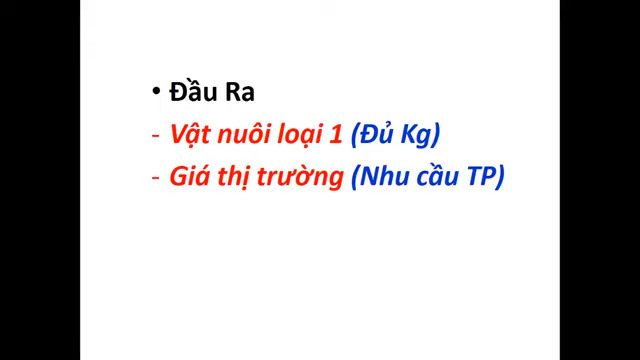 • Đầu Ra
- Vật nuôi loại 1 (Đủ Kg)
- Giá thị trường (Nhu cầu TP)